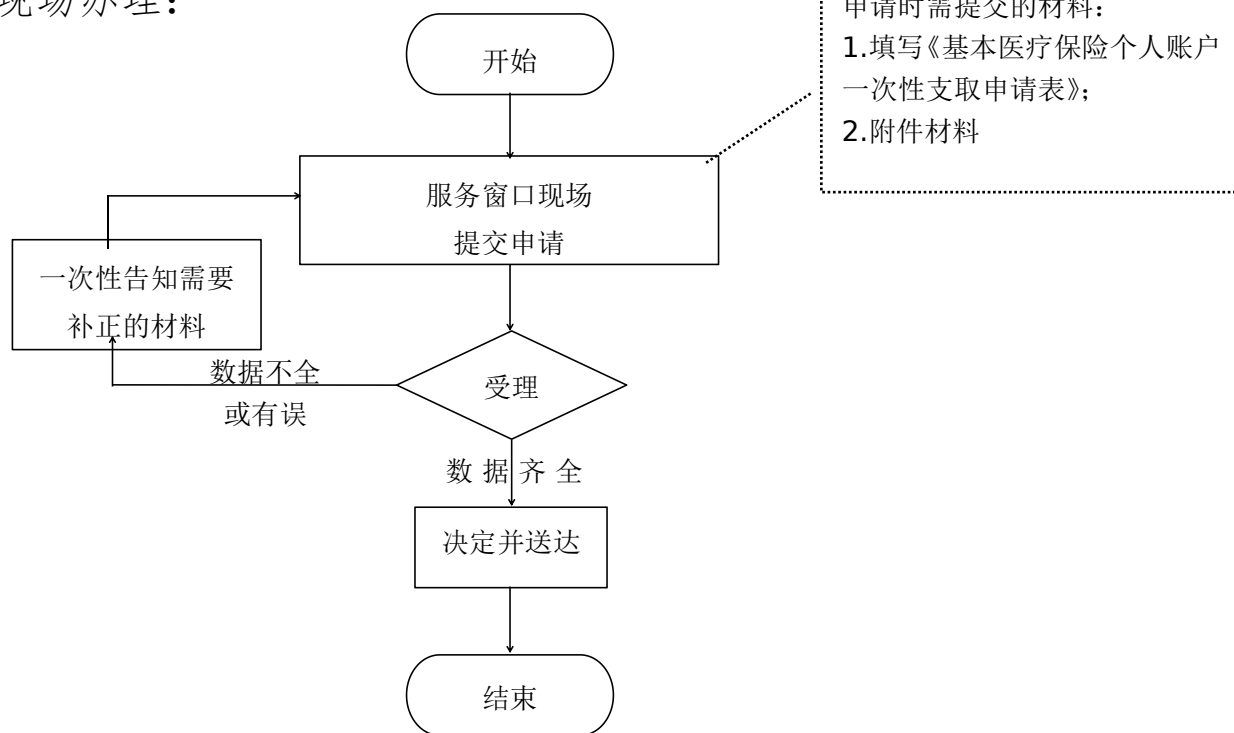 现场办理：
申请时需提交的材料：
1.填写《基本医疗保险个人账户
一次性支取申请表》;
2.附件材料
开始
服务窗口现场
提交申请
一次性告知需要
补正的材料
数据不全
或有误
受理
数据齐全
决定并送达
结束